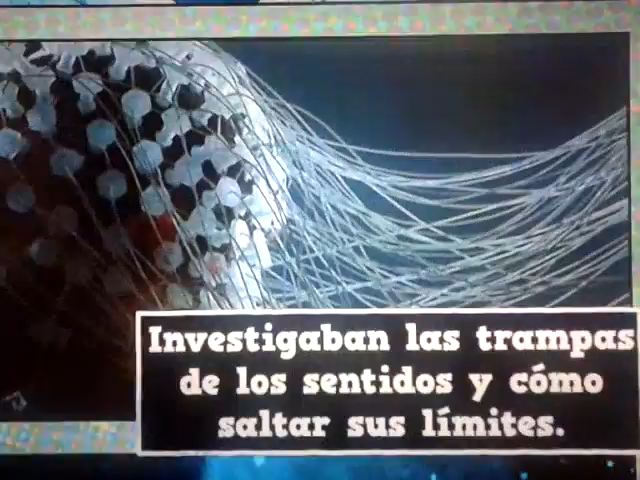 Investigaban las trampas
de los sentidos y cómo
saltar sus límites.